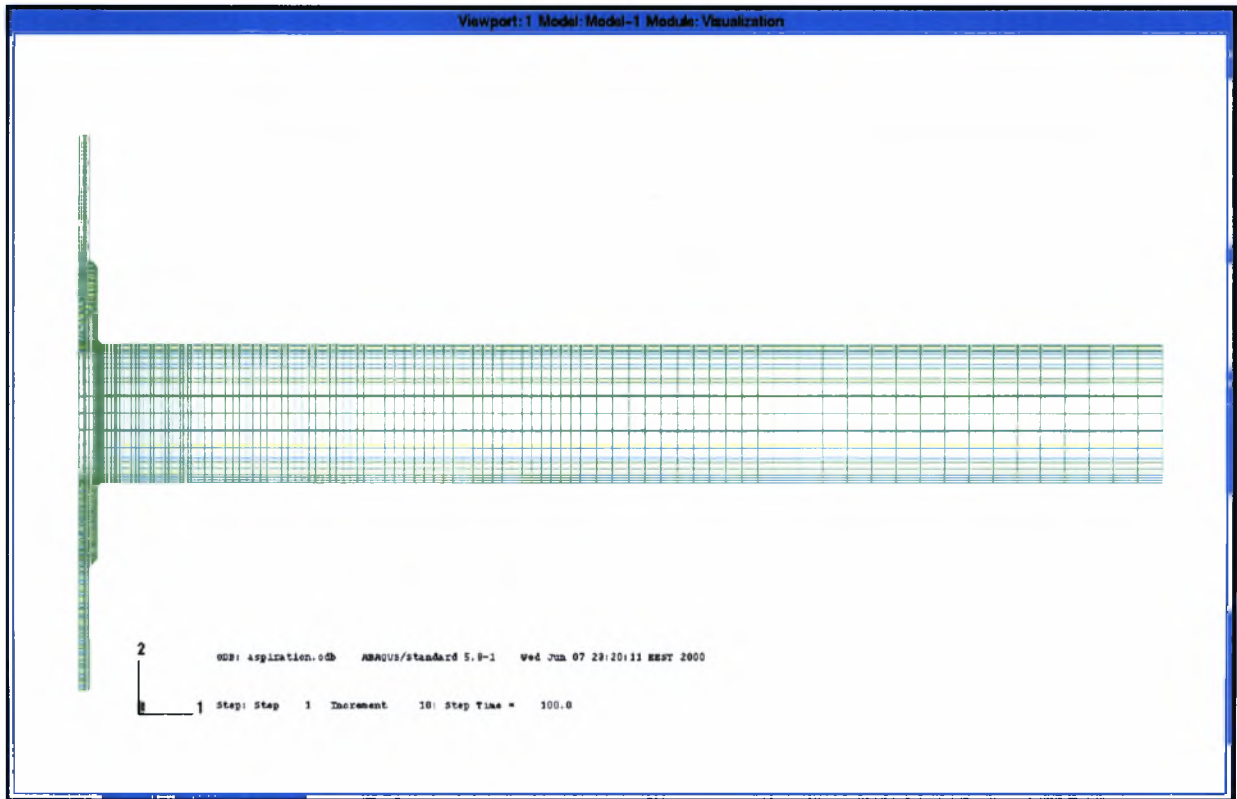 Viewport: 1 Model: Model-1 Module: Visualization
2
ODB: aspiration.odb ABAQUS/Standard 5.8-1 Wed Jun 07 23:20:11 EEST 2000
1 Step: Step 1 Increment 10: Step Time = 100.0